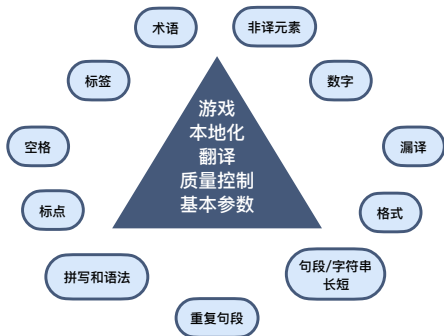 术语
非译元素
标签
数字
游戏
本地化
翻译
质量控制
基本参数
空格
漏译
标点
格式
拼写和语法
句段/字符串
长短
重复句段